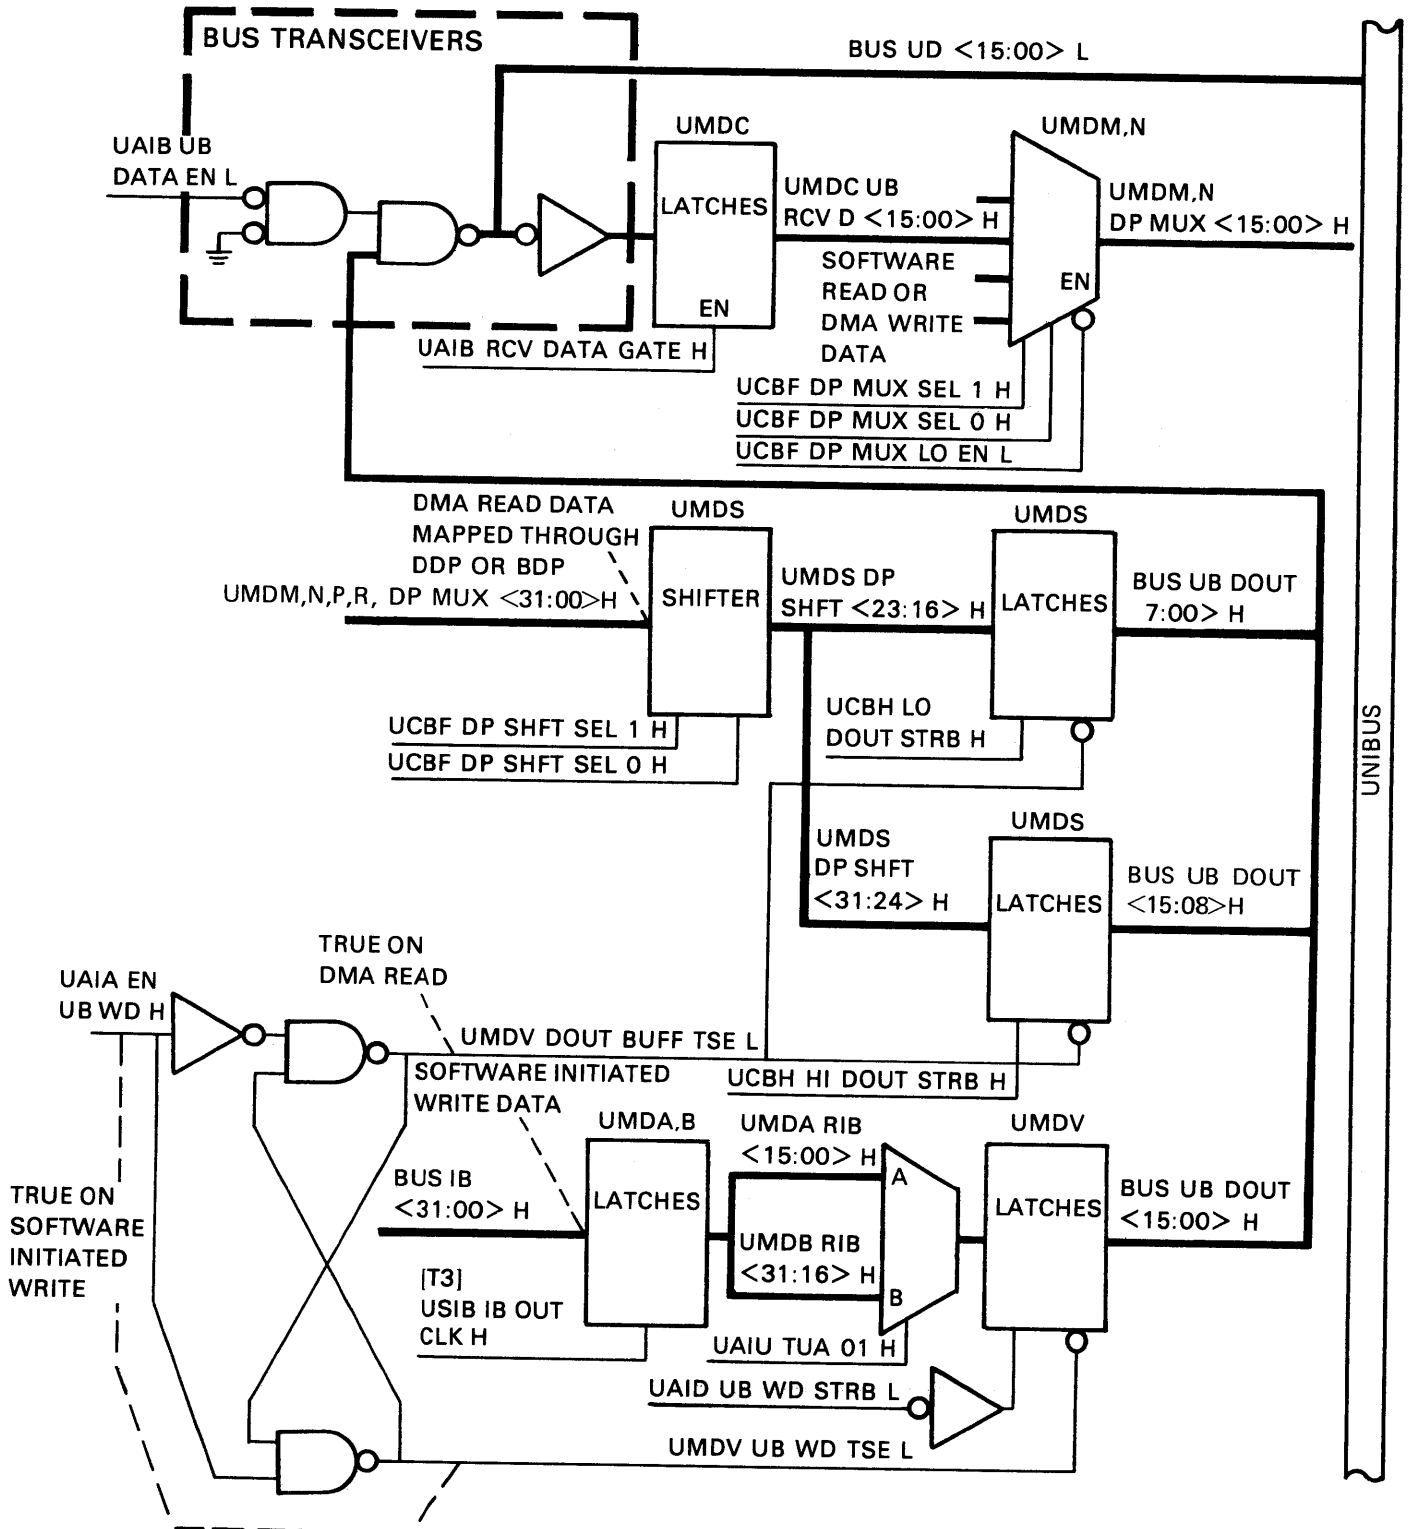 BUS TRANSCEIVERS
BUS UD <15:00> L
UAIB UB
DATA EN L
UMDC
LATCHES
EN
UAIB RCV DATA GATE H
UMDC UB
RCV D <15:00> H
SOFTWARE
READ OR
DMA WRITE
DATA
UMDM,N
EN
UMDM,N
DP MUX <15:00> H
UCBF DP MUX SEL 1 H
UCBF DP MUX SEL 0 H
UCBF DP MUX LO EN L
DMA READ DATA
MAPPED THROUGH
DDP OR BDP
UMDM,N,P,R, DP MUX <31:00>H
UMDS
SHIFTER
UMDS DP
SHFT <23:16> H
UMDS
LATCHES
BUS UB DOUT
7:00> H
UCBF DP SHFT SEL 1 H
UCBF DP SHFT SEL 0 H
UCBH LO
DOUT STRB H
UNIBUS
UMDS
DP SHFT
<31:24> H
UMDS
LATCHES
BUS UB DOUT
<15:08>H
TRUE ON
DMA READ
UAIA EN
UB WD H
UMDV DOUT BUFF TSE L
UCBH HI DOUT STRB H
SOFTWARE INITIATED
WRITE DATA
UMDA,B
LATCHES
BUS IB
<31:00> H
UMDA RIB
<15:00> H
A
UMDB RIB
<31:16> H
B
UMDV
LATCHES
BUS UB DOUT
<15:00> H
TRUE ON
SOFTWARE
INITIATED
WRITE
[T3]
USIB IB OUT
CLK H
UAIU TUA 01 H
UAID UB WD STRB L
UMDV UB WD TSE L